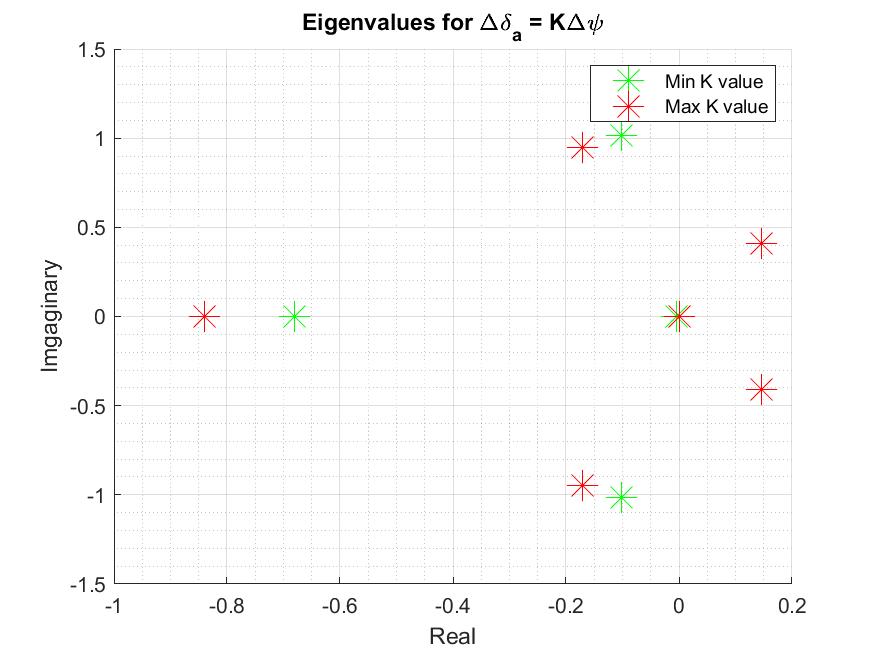 Eigenvalues for Δδₐ = KΔψ
Min K value
Max K value
1.5
1
0.5
0
-0.5
-1
-1.5
Imgaginary
-1
-0.8
-0.6
-0.4
-0.2
0
0.2
Real